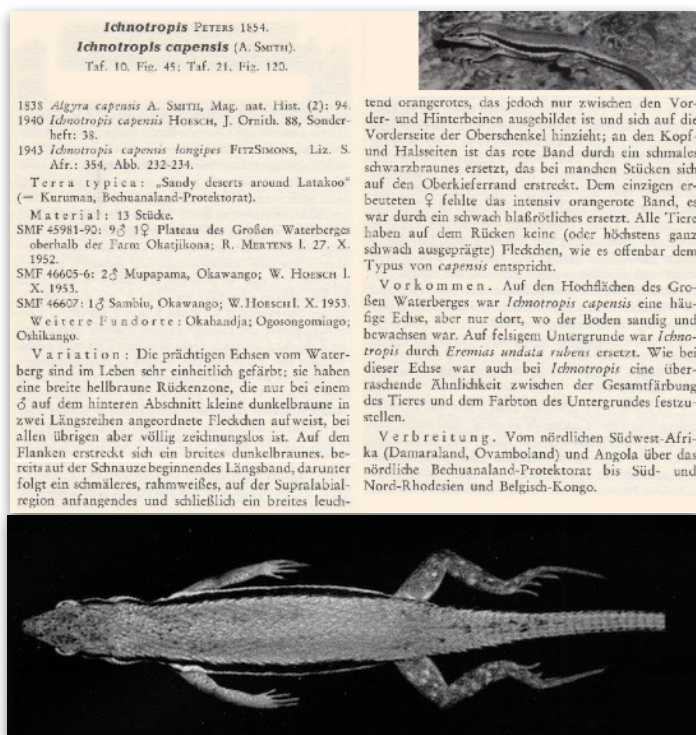 Ichnotropis PETERS 1854.
Ichnotropis capensis (A. SMITH).
Taf. 10, Fig. 45; Taf. 21, Fig. 120.
1838 Algyra capensis A. SMITH, Mag. nat. Hist. (2): 94.
1940 Ichnotropis capensis HOESCH, J. Ornith. 88, Sonder-
heft: 38.
1943 Ichnotropis capensis longipes FITZSIMONS, Liz. S.
Afr.: 354, Abb. 232-234.
Terra typica: „Sandy deserts around Latakoo“
(= Kuruman, Bechuanaland-Protektorat).
Material: 13 Stücke.
SMF 45981-90: 9♂ 1♀ Plateau des Großen Waterberges
oberhalb der Farm Okatjikona; R. MERTENS l. 27. X.
1952.
SMF 46605-6: 2♂ Mupapama, Okawango; W. HOESCH l.
X. 1953.
SMF 46607: 1♂ Sambiu, Okawango; W. HOESCH l. X. 1953.
Weitere Fundorte: Okahandja; Ogosongomingo;
Oshikango.
Variation: Die prächtigen Echsen vom Water-
berg sind im Leben sehr einheitlich gefärbt; sie haben
eine breite hellbraune Rückenzone, die nur bei einem
♂ auf dem hinteren Abschnitt kleine dunkelbraune in
zwei Längsreihen angeordnete Fleckchen aufweist, bei
allen übrigen aber völlig zeichnungslos ist. Auf den
Flanken erstreckt sich ein breites dunkelbraunes, be-
reits auf der Schnauze beginnendes Längsband, darunter
folgt ein schmäleres, rahmweißes, auf der Supralabial-
region anfangendes und schließlich ein breites leuch-
tend orangerotes, das jedoch nur zwischen den Vor-
der- und Hinterbeinen ausgebildet ist und sich auf die
Vorderseite der Oberschenkel hinzieht; an den Kopf-
und Halsseiten ist das rote Band durch ein schmales
schwarzbraunes ersetzt, das bei manchen Stücken sich
auf den Oberkieferrand erstreckt. Dem einzigen er-
beuteten ♀ fehlte das intensiv orangerote Band, es
war durch ein schwach blaßrötliches ersetzt. Alle Tiere
haben auf dem Rücken keine (oder höchstens ganz
schwach ausgeprägte) Fleckchen, wie es offenbar dem
Typus von capensis entspricht.
Vorkommen. Auf den Hochflächen des Gro-
ßen Waterberges war Ichnotropis capensis eine häu-
fige Echse, aber nur dort, wo der Boden sandig und
bewachsen war. Auf felsigem Untergrunde war Ichno-
tropis durch Eremias undata rubens ersetzt. Wie bei
dieser Echse war auch bei Ichnotropis eine über-
raschende Ähnlichkeit zwischen der Gesamtfärbung
des Tieres und dem Farbton des Untergrundes festzu-
stellen.
Verbreitung. Vom nördlichen Südwest-Afri-
ka (Damaraland, Ovamboland) und Angola über das
nördliche Bechuanaland-Protektorat bis Süd- und
Nord-Rhodesien und Belgisch-Kongo.